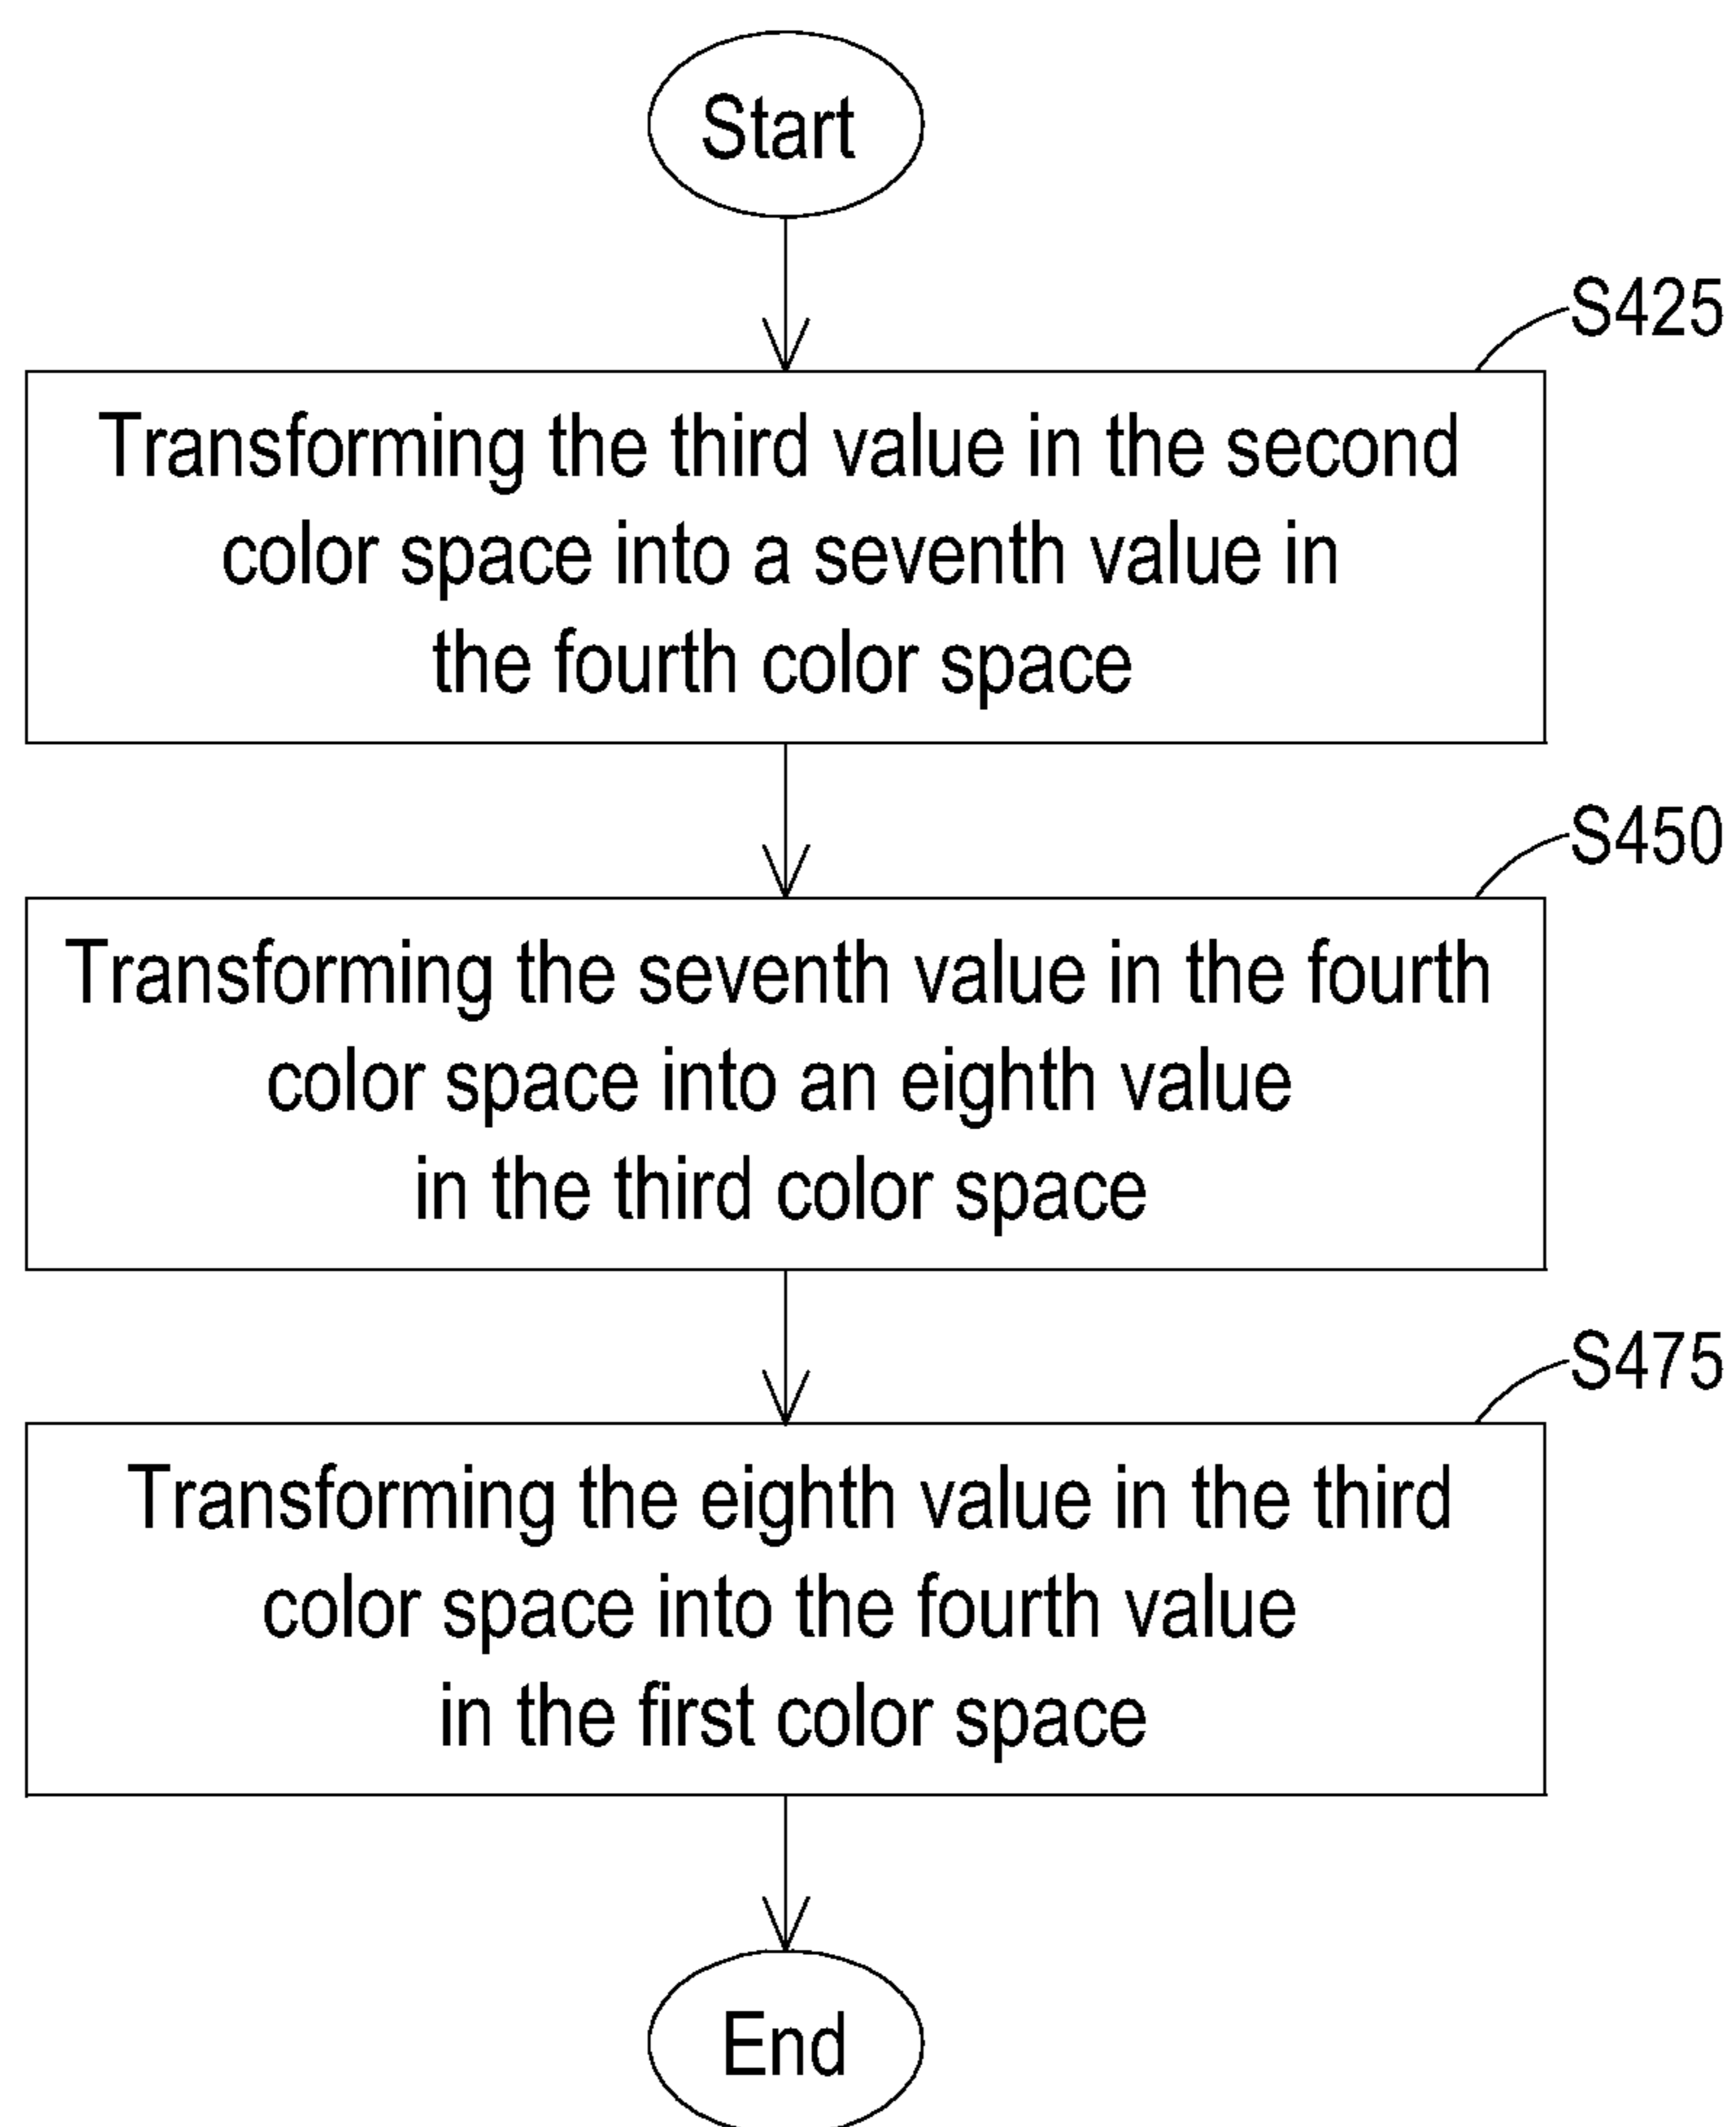 Start
S425
Transforming the third value in the second
color space into a seventh value in
the fourth color space
S450
Transforming the seventh value in the fourth
color space into an eighth value
in the third color space
S475
Transforming the eighth value in the third
color space into the fourth value
in the first color space
End